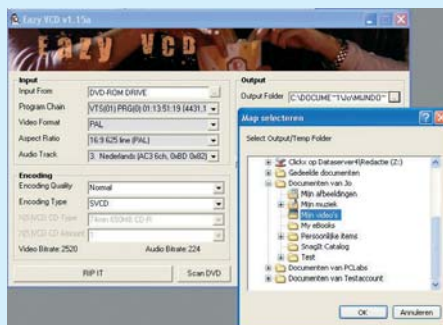 Eazy VCD v1.15a
Eazy VCD
Input
Input From
DVD-ROM DRIVE
Program Chain
VTS(01) PRG(0) 01:13:51:19 (4431,1
Video Format
PAL
Aspect Ratio
16:9 625 line (PAL)
Audio Track
3. Nederlands (AC3 6ch, 0xBD 0x82)
Encoding
Encoding Quality
Normal
Encoding Type
SVCD
74min 650MB CD-R
1
Video Bitrate: 2520
Audio Bitrate: 224
RIP IT
Scan DVD
Output
Output Folder
C:\DOCUME~1\Jo\MIJNDO~
Map selecteren
Select Output/Temp Folder
Clickx op Dataserver4\Redactie (Z:)
Gedeelde documenten
Documenten van Jo
Mijn afbeeldingen
Mijn muziek
Mijn video's
My eBooks
Persoonlijke items
SnagIt Catalog
Test
Documenten van PCLabs
Documenten van Testaccount
OK
Annuleren